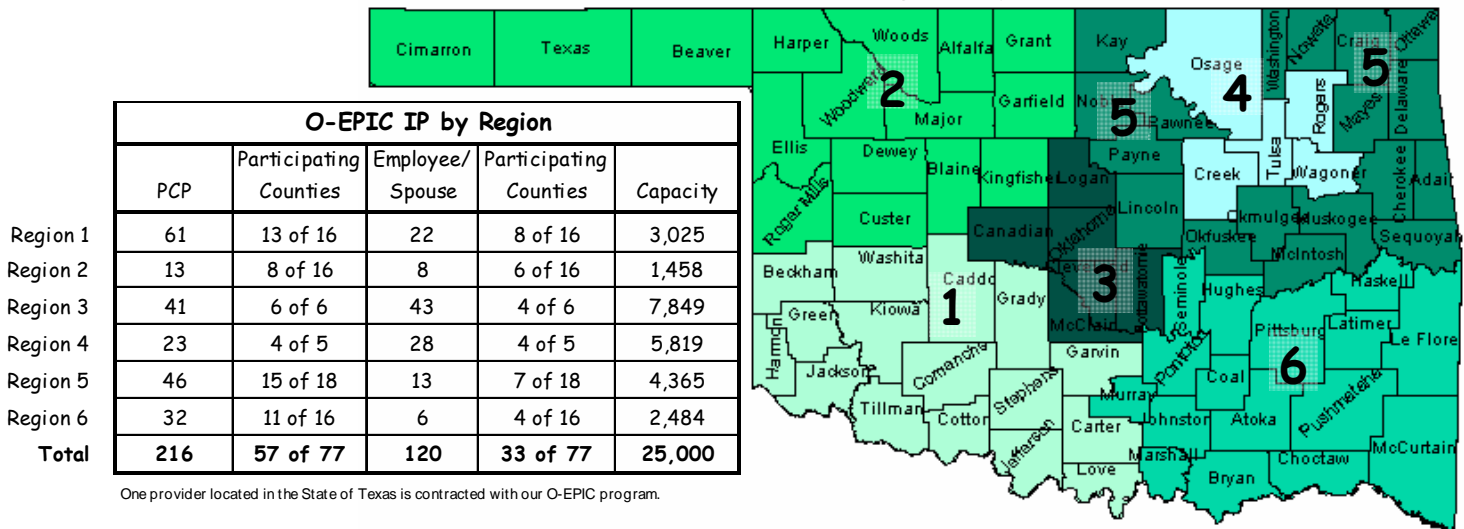 O-EPIC IP by Region
PCP Participating Counties Employee/ Spouse Participating Counties Capacity
Region 1 61 13 of 16 22 8 of 16 3,025
Region 2 13 8 of 16 8 6 of 16 1,458
Region 3 41 6 of 6 43 4 of 6 7,849
Region 4 23 4 of 5 28 4 of 5 5,819
Region 5 46 15 of 18 13 7 of 18 4,365
Region 6 32 11 of 16 6 4 of 16 2,484
Total 216 57 of 77 120 33 of 77 25,000
One provider located in the State of Texas is contracted with our O-EPIC program.
Cimarron
Texas
Beaver
Harper
Woods
Alfalfa
Grant
Kay
Osage
Washington
Nowata
Ottawa
Woodward
2
Major
Garfield
5
Pawnee
4
Rogers
5
Mayes
Delaware
Ellis
Dewey
Blaine
Kingfisher
Logan
Payne
Creek
Tulsa
Wagoner
Cherokee
Adair
Roger Mills
Custer
Canadian
Oklahoma
Lincoln
Okfuskee
McIntosh
Sequoyah
Beckham
Washita
Caddo
1
Grady
3
McClain
Seminole
Hughes
Haskell
Kiowa
Greer
Harmon
Jackson
Comanche
Stephens
Garvin
Pontotoc
Pittsburg
6
Latimer
Le Flore
Tillman
Cotton
Jefferson
Carter
Murray
Johnston
Coal
Atoka
Pushmataha
McCurtain
Love
Marshall
Bryan
Choctaw